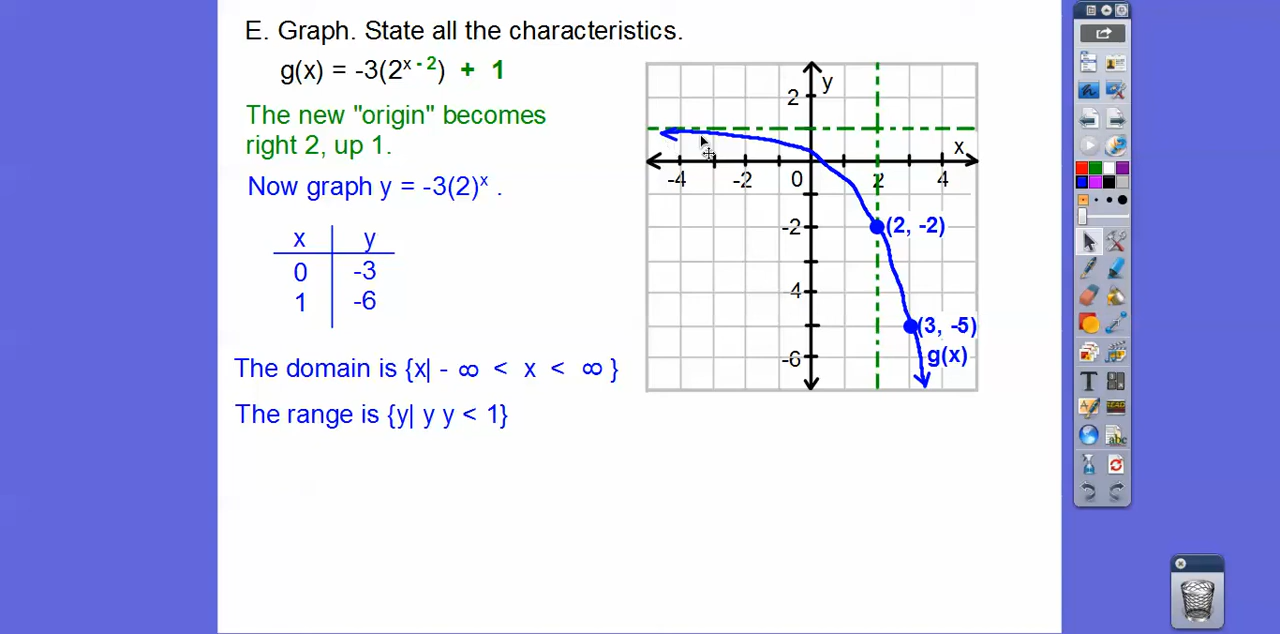 E. Graph. State all the characteristics.
g(x) = -3(2ˣ⁻²) + 1
The new "origin" becomes
right 2, up 1.
Now graph y = -3(2)ˣ .
x y
0 -3
1 -6
The domain is {x| - ∞ < x < ∞ }
The range is {y| y y < 1}
y
2
x
-4 -2 0 2 4
-2
(2, -2)
4
(3, -5)
g(x)
-6